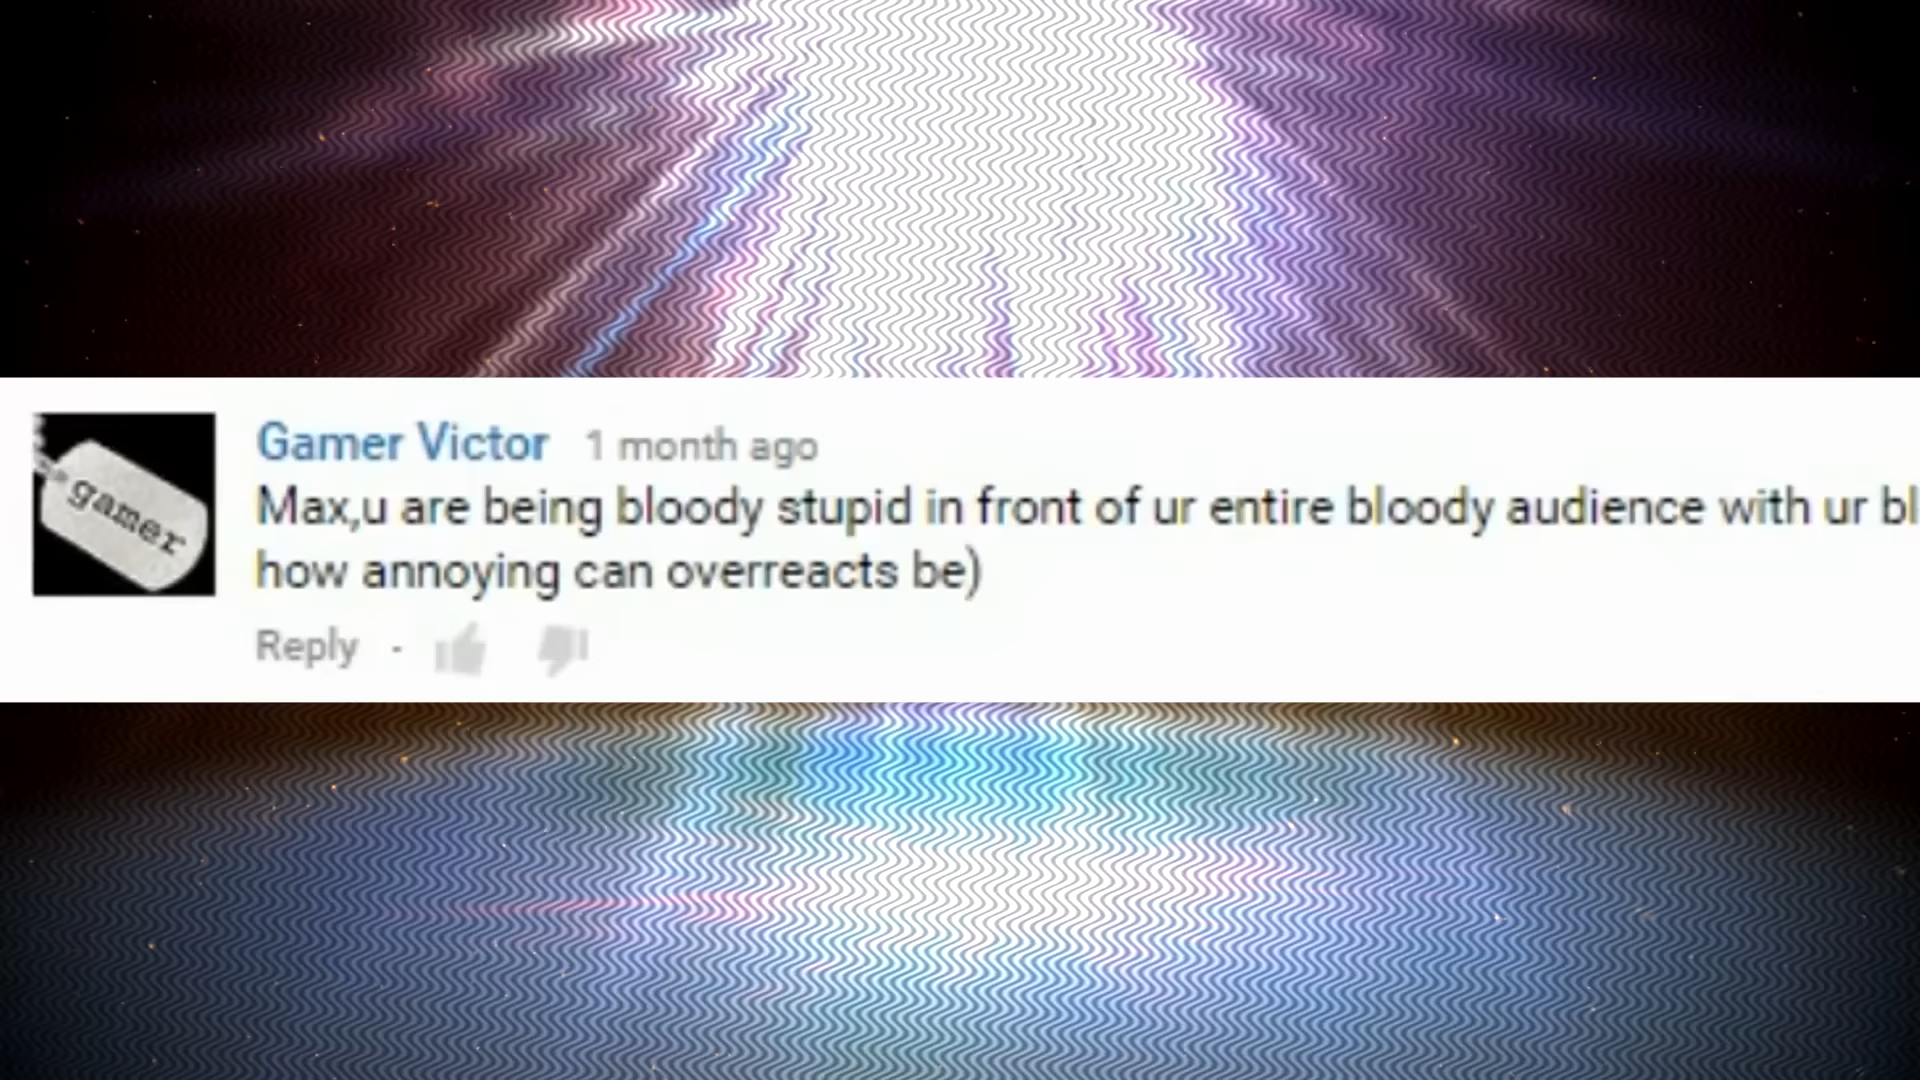 gamer
Gamer Victor 1 month ago
Max,u are being bloody stupid in front of ur entire bloody audience with ur bl
how annoying can overreacts be)
Reply